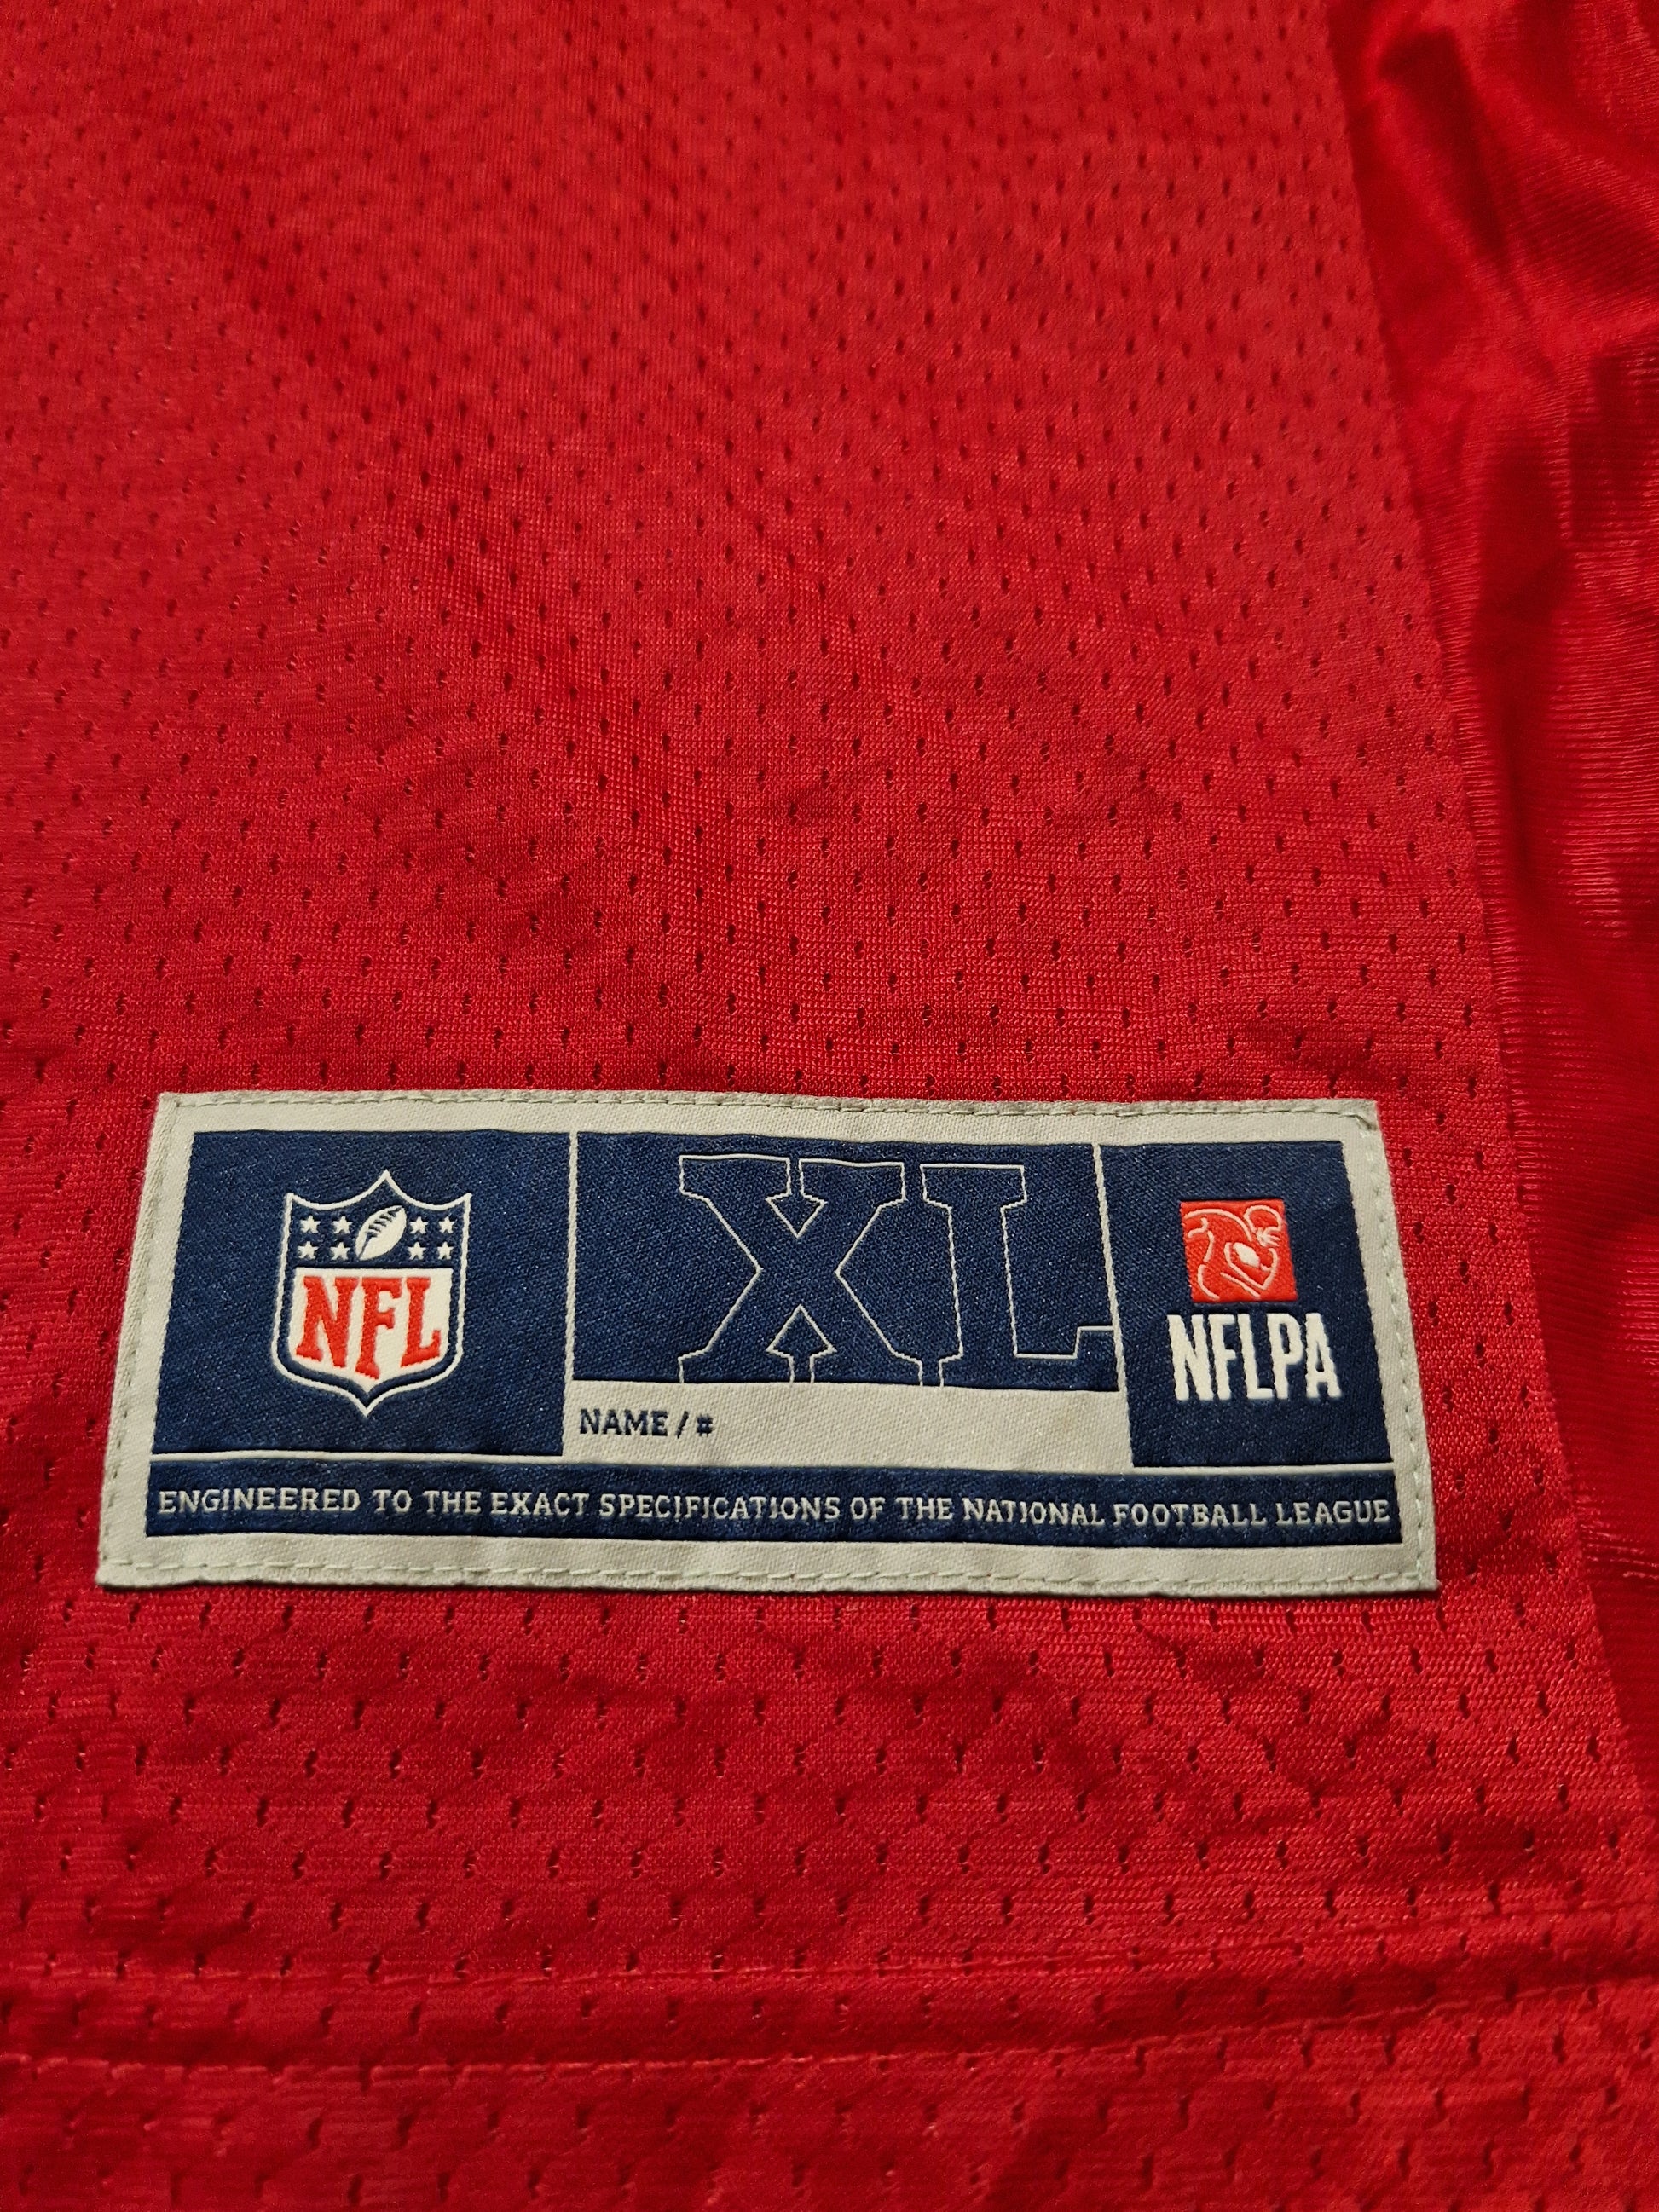 NFL
XL
NFLPA
NAME / #
ENGINEERED TO THE EXACT SPECIFICATIONS OF THE NATIONAL FOOTBALL LEAGUE